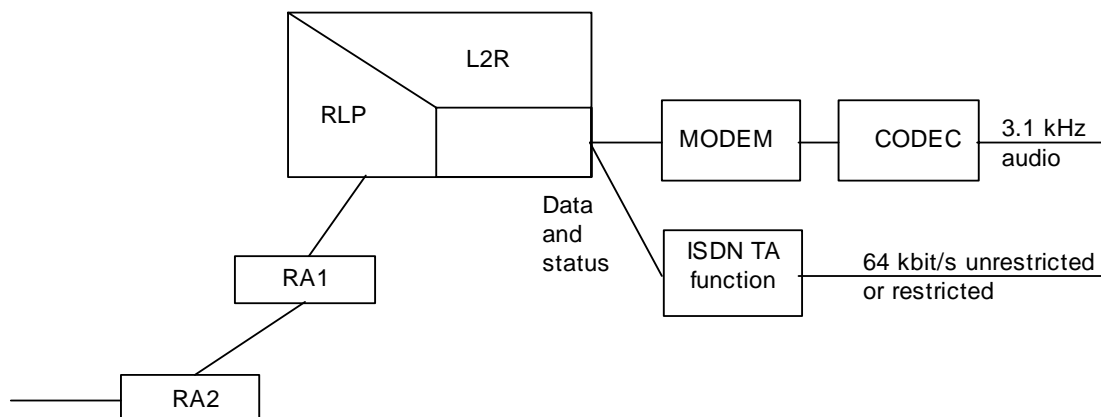 L2R
RLP
MODEM
CODEC
3.1 kHz
audio
Data
and
status
ISDN TA
function
64 kbit/s unrestricted
or restricted
RA1
RA2